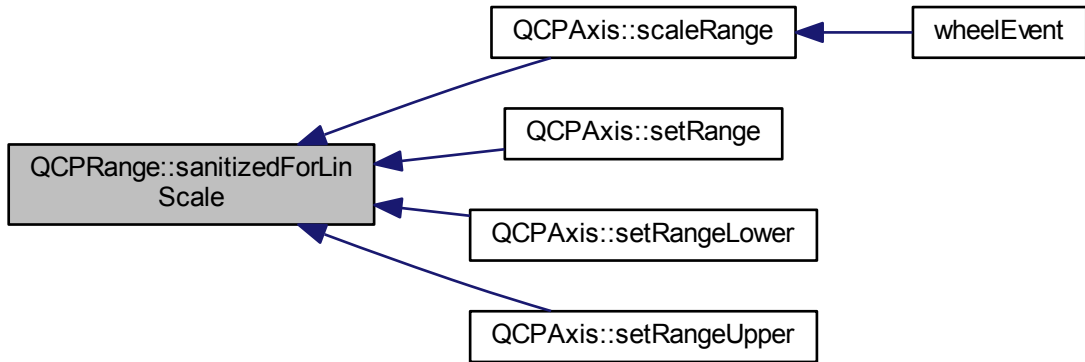 QCPAxis::scaleRange
wheelEvent
QCPAxis::setRange
QCPRange::sanitizedForLin
Scale
QCPAxis::setRangeLower
QCPAxis::setRangeUpper